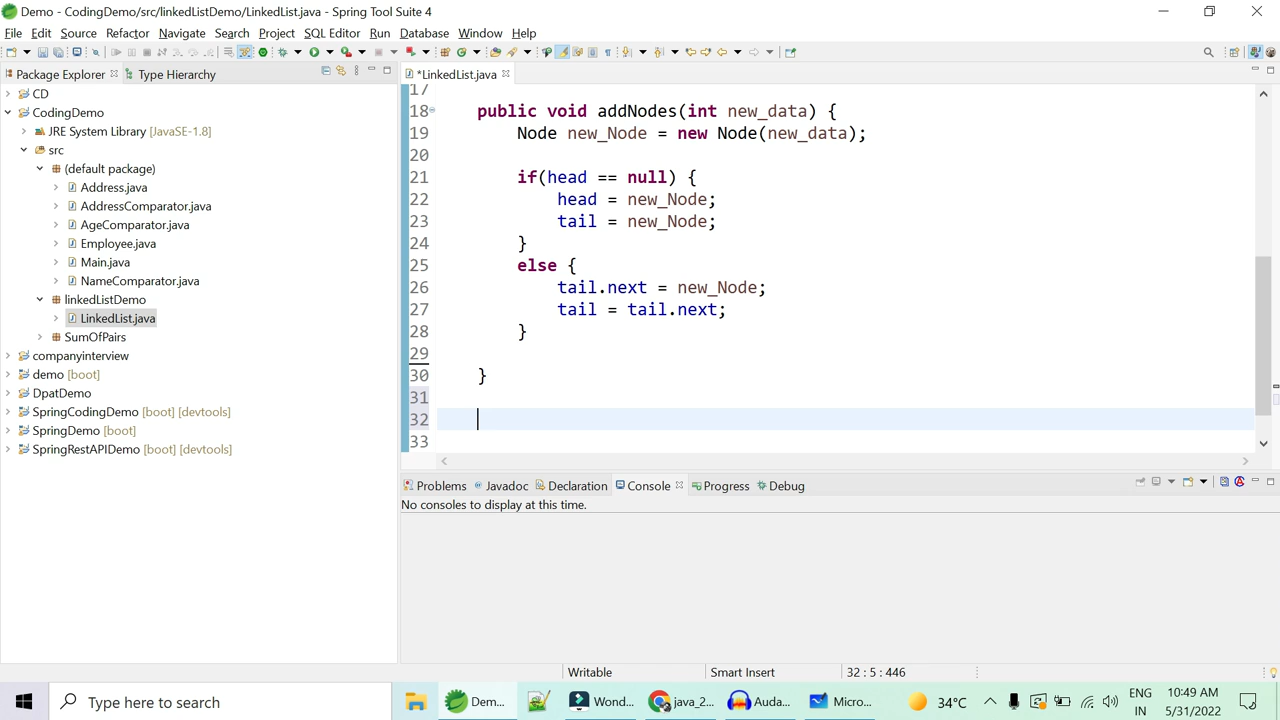 Demo - CodingDemo/src/linkedListDemo/LinkedList.java - Spring Tool Suite 4
File Edit Source Refactor Navigate Search Project SQL Editor Run Database Window Help
Package Explorer Type Hierarchy
CD
CodingDemo
JRE System Library [JavaSE-1.8]
src
(default package)
Address.java
AddressComparator.java
AgeComparator.java
Employee.java
Main.java
NameComparator.java
linkedListDemo
LinkedList.java
SumOfPairs
companyinterview
demo [boot]
DpatDemo
SpringCodingDemo [boot] [devtools]
SpringDemo [boot]
SpringRestAPIDemo [boot] [devtools]
*LinkedList.java
17
18 public void addNodes(int new_data) {
19 Node new_Node = new Node(new_data);
20
21 if(head == null) {
22 head = new_Node;
23 tail = new_Node;
24 }
25 else {
26 tail.next = new_Node;
27 tail = tail.next;
28 }
29
30 }
31
32
33
Problems Javadoc Declaration Console Progress Debug
No consoles to display at this time.
Writable Smart Insert 32 : 5 : 446
Type here to search
Dem... Wond... java_2... Auda... Micro... 34°C ENG IN 10:49 AM 5/31/2022